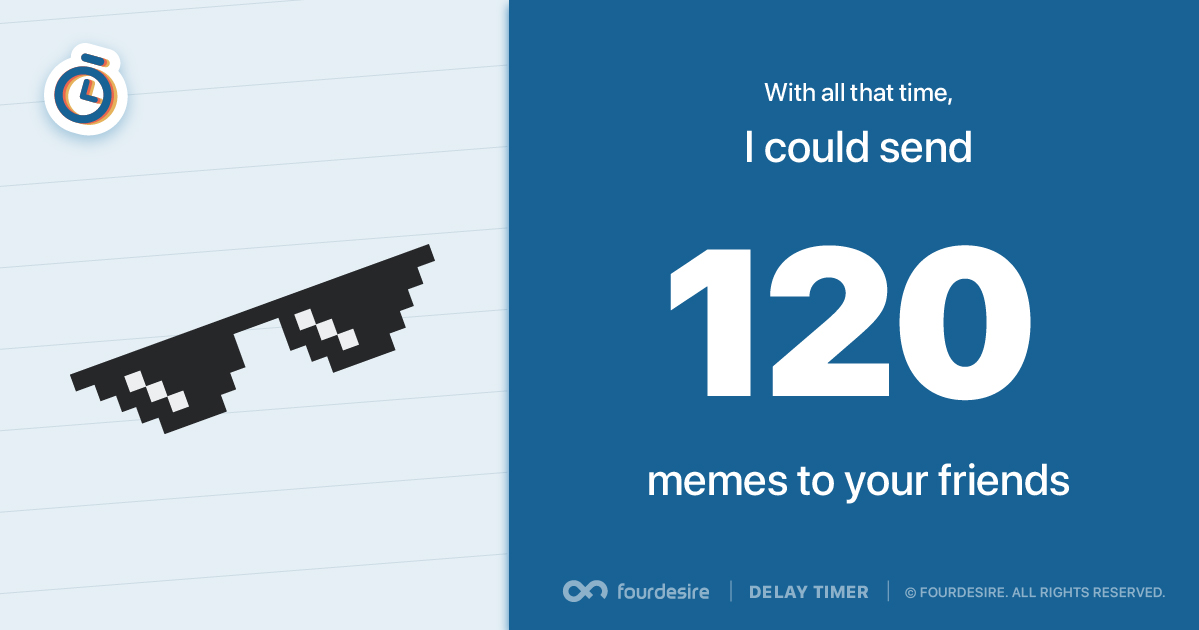 With all that time,
I could send
120
memes to your friends
fourdesire | DELAY TIMER | © FOURDESIRE. ALL RIGHTS RESERVED.